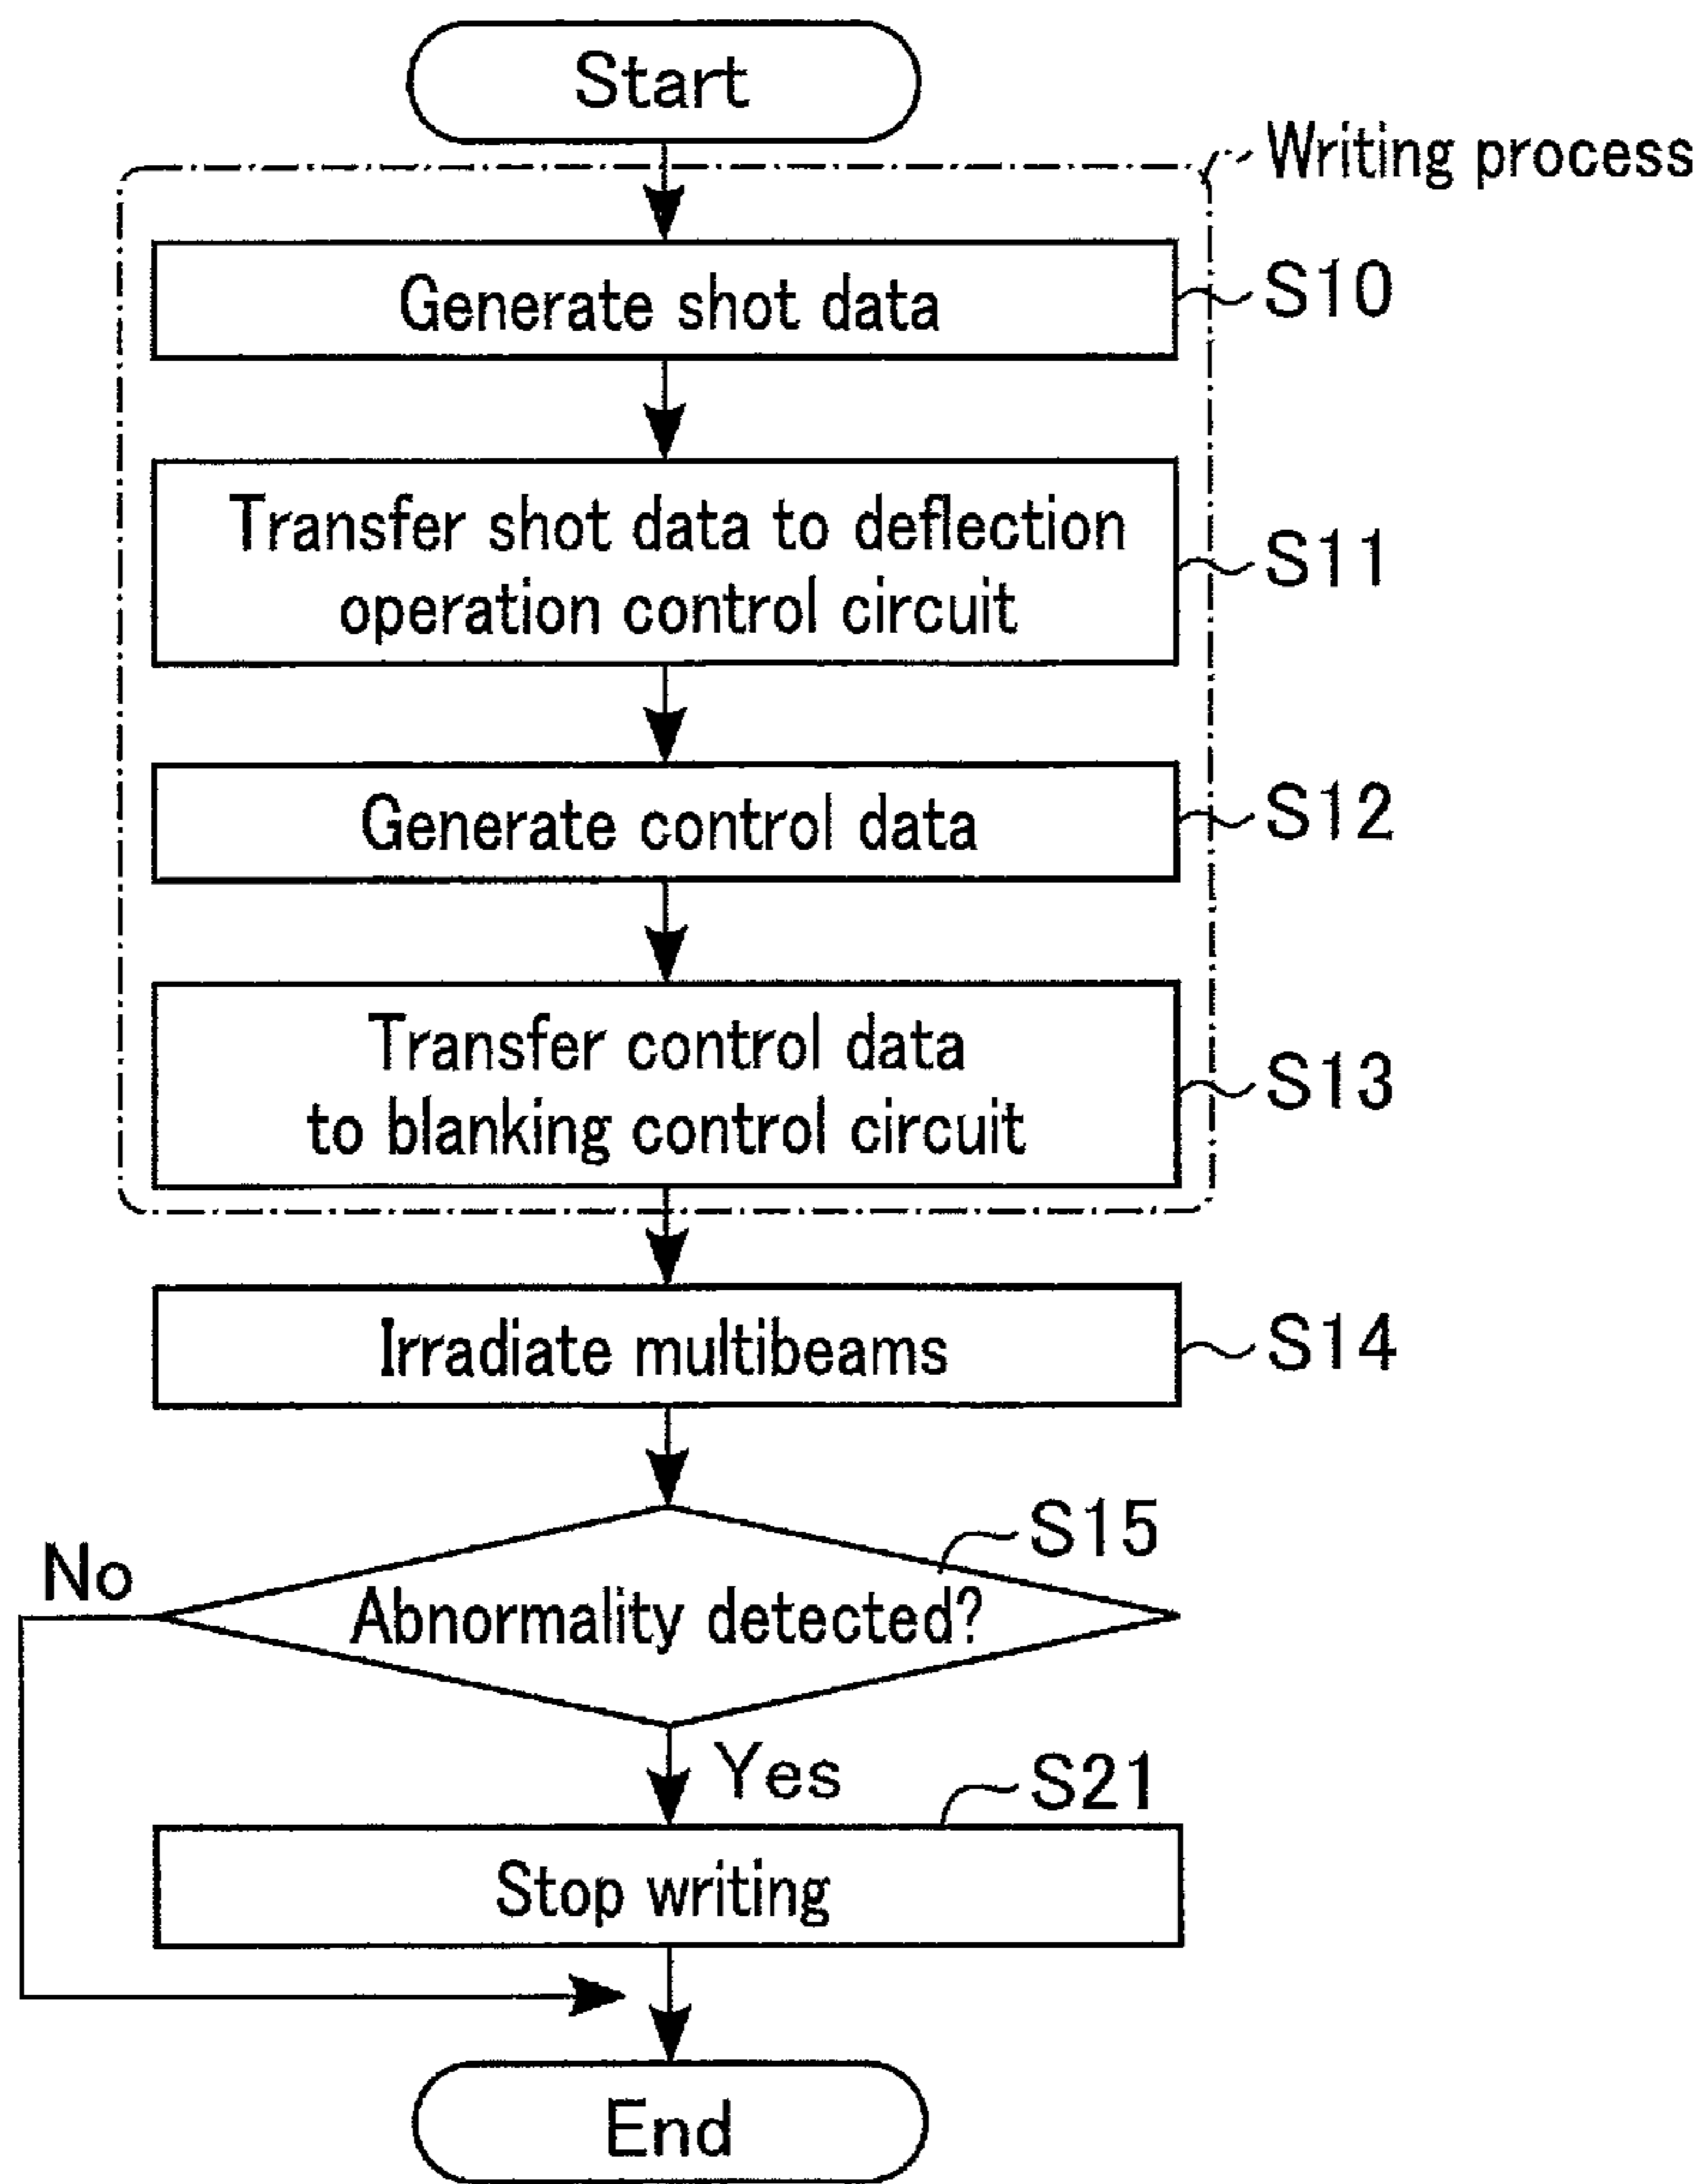 Start
Writing process
Generate shot data
S10
Transfer shot data to deflection
operation control circuit
S11
Generate control data
S12
Transfer control data
to blanking control circuit
S13
Irradiate multibeams
S14
S15
No
Abnormality detected?
Yes
S21
Stop writing
End